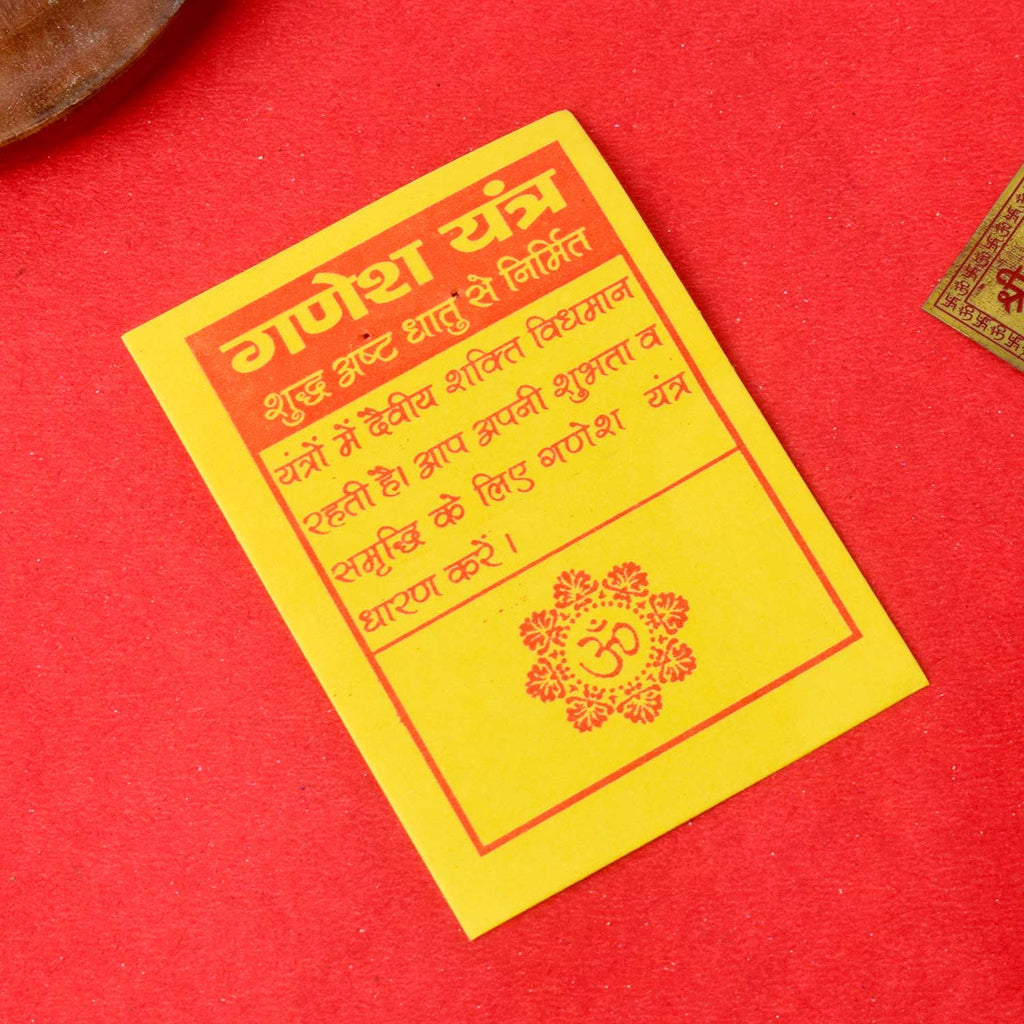 गणेश यंत्र
शुद्ध अष्ट धातु से निर्मित
यंत्रों में दैवीय शक्ति विधमान
रहती है। आप अपनी शुभता व
समृद्धि के लिए गणेश यंत्र
धारण करें।
ॐ
श्री